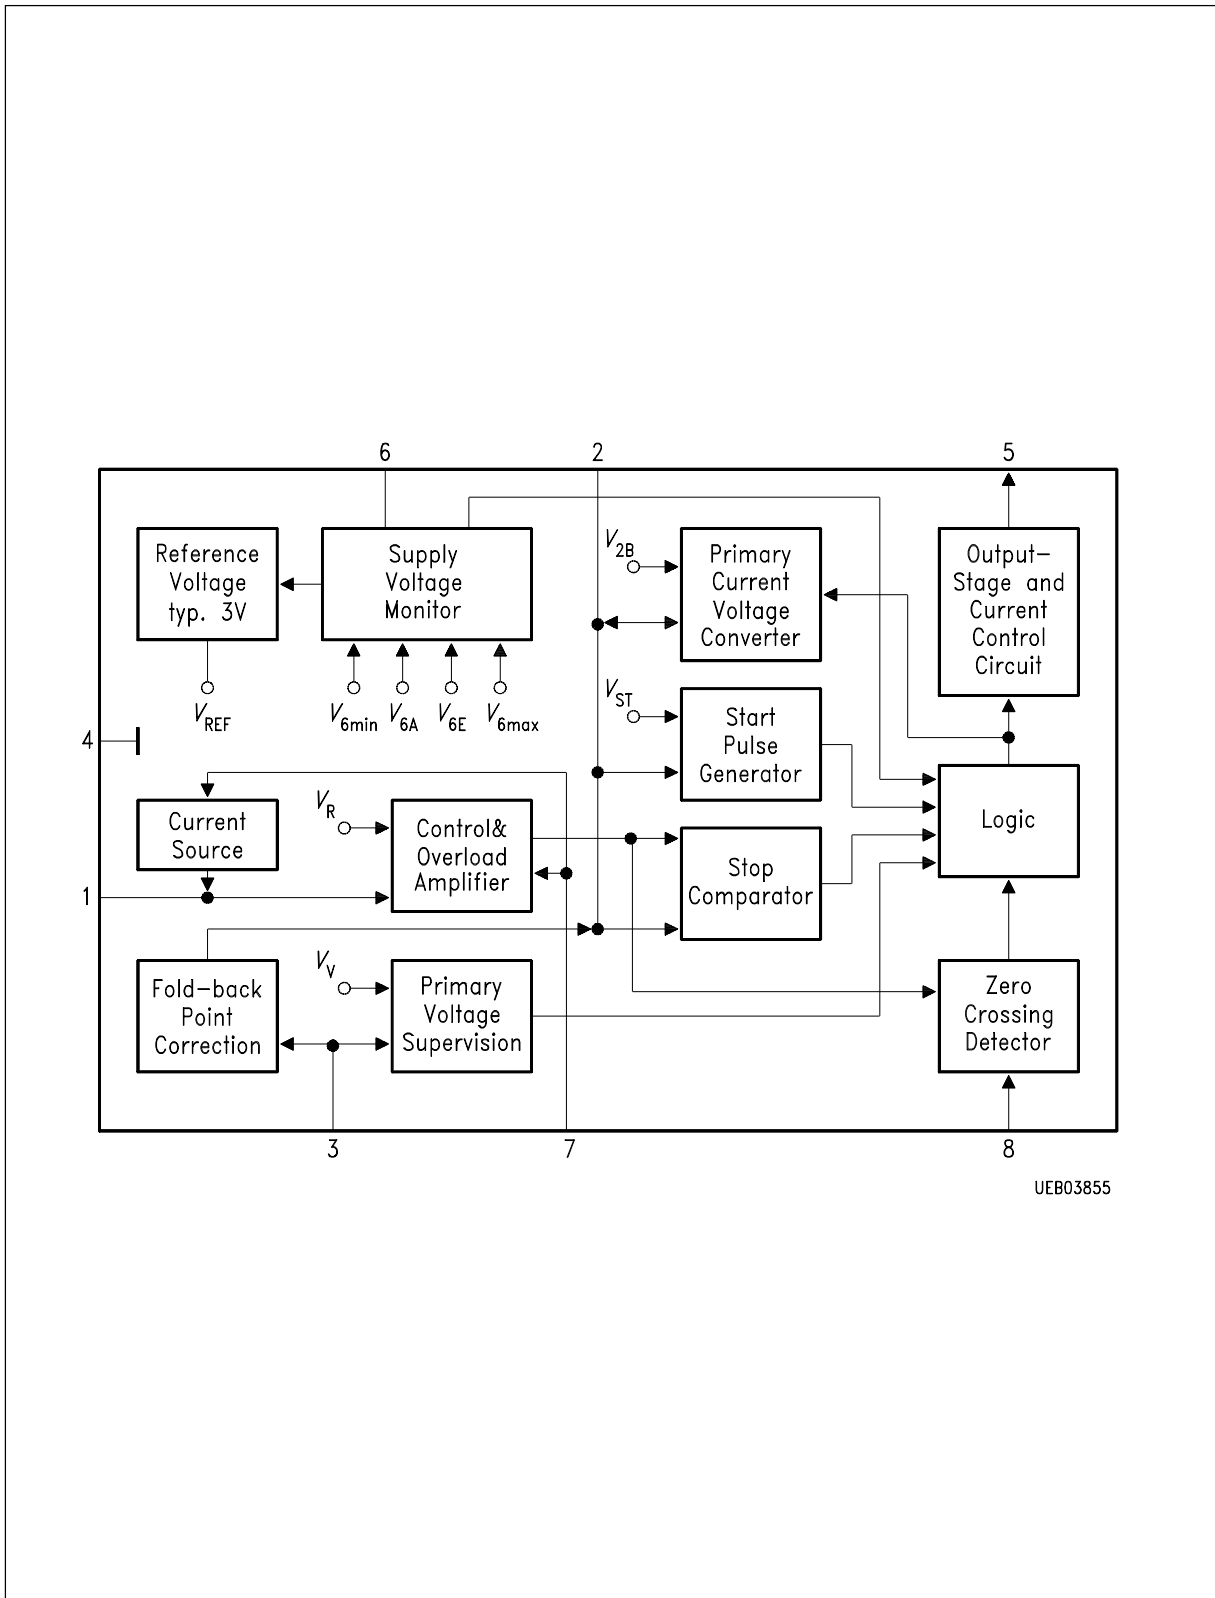 6
2
5
Reference
Voltage
typ. 3V
Supply
Voltage
Monitor
V2B
Primary
Current
Voltage
Converter
Output-
Stage and
Current
Control
Circuit
VREF
V6min
V6A
V6E
V6max
VST
Start
Pulse
Generator
4
Current
Source
VR
Control&
Overload
Amplifier
Stop
Comparator
Logic
1
Fold-back
Point
Correction
VV
Primary
Voltage
Supervision
Zero
Crossing
Detector
3
7
8
UEB03855